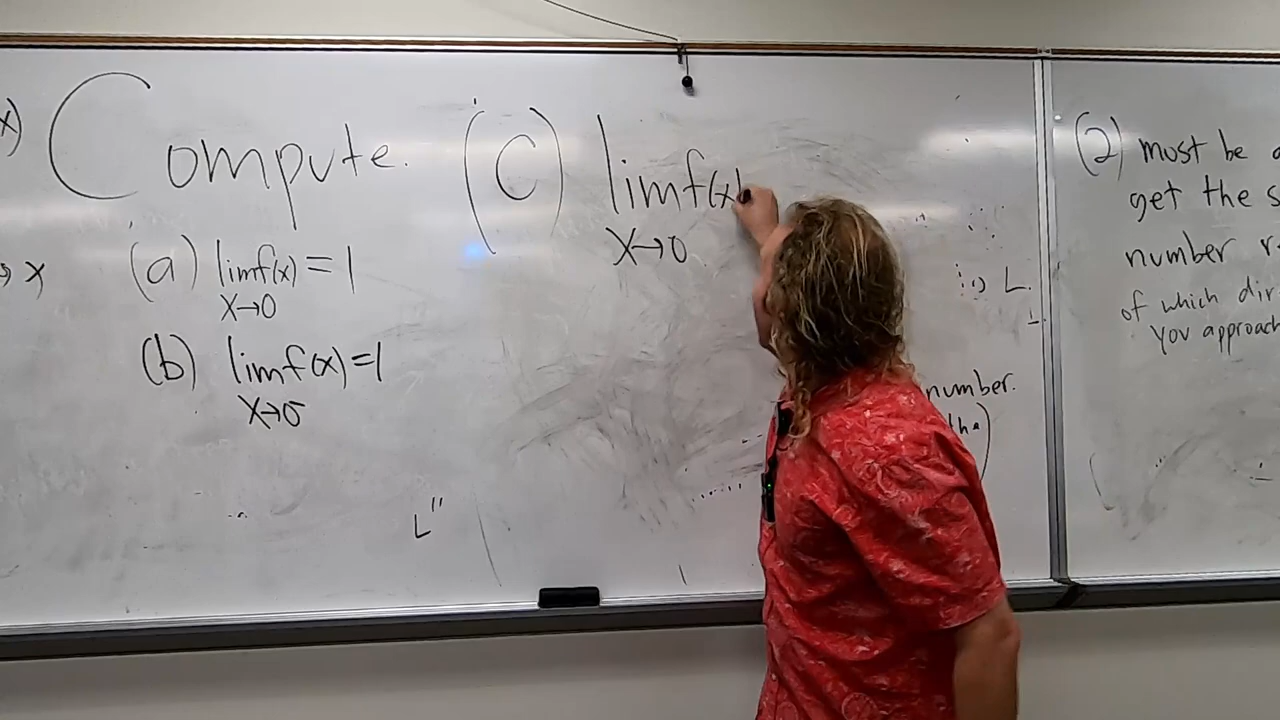 x)
Compute.
→ x
(a) lim f(x) = 1
x→0
(b) lim f(x) = 1
x→0⁻
L"
(C) lim f(x)
x→0
L.
number.
the)
(2) must be
get the s
number r
of which dir
you approach